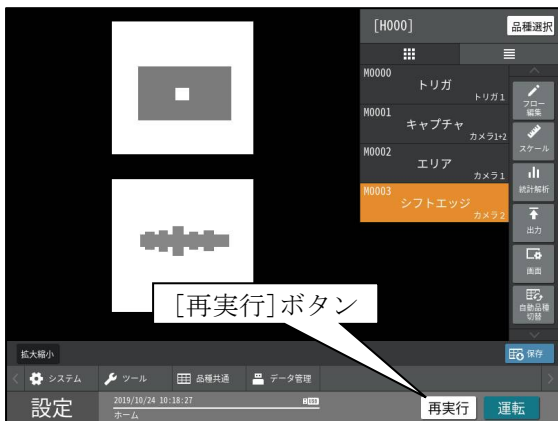 [H000]
品種選択
M0000
トリガ
トリガ1
M0001
キャプチャ
カメラ1+2
M0002
エリア
カメラ1
M0003
シフトエッジ
カメラ2
フロー
編集
スケール
統計解析
出力
画面
自動品種
切替
[再実行]ボタン
拡大縮小
保存
システム
ツール
品種共通
データ管理
設定
2019/10/24 10:18:27
ホーム
再実行
運転